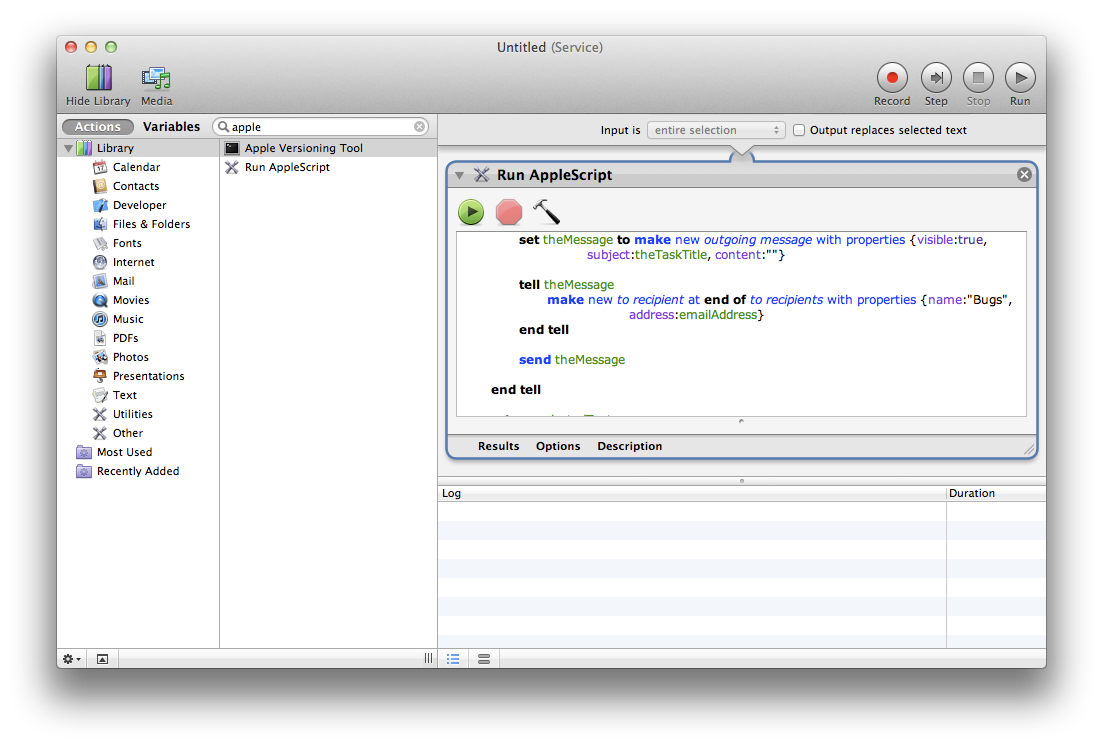 Untitled (Service)
Hide Library
Media
Record
Step
Stop
Run
Actions
Variables
apple
Input is
entire selection
Output replaces selected text
Library
Calendar
Contacts
Developer
Files & Folders
Fonts
Internet
Mail
Movies
Music
PDFs
Photos
Presentations
Text
Utilities
Other
Most Used
Recently Added
Apple Versioning Tool
Run AppleScript
Run AppleScript
set theMessage to make new outgoing message with properties {visible:true,
subject:theTaskTitle, content:""}
tell theMessage
make new to recipient at end of to recipients with properties {name:"Bugs",
address:emailAddress}
end tell
send theMessage
end tell
Results
Options
Description
Log
Duration